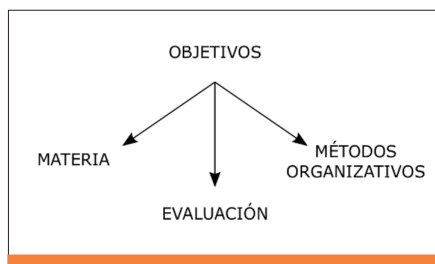 OBJETIVOS
MATERIA
MÉTODOS
ORGANIZATIVOS
EVALUACIÓN